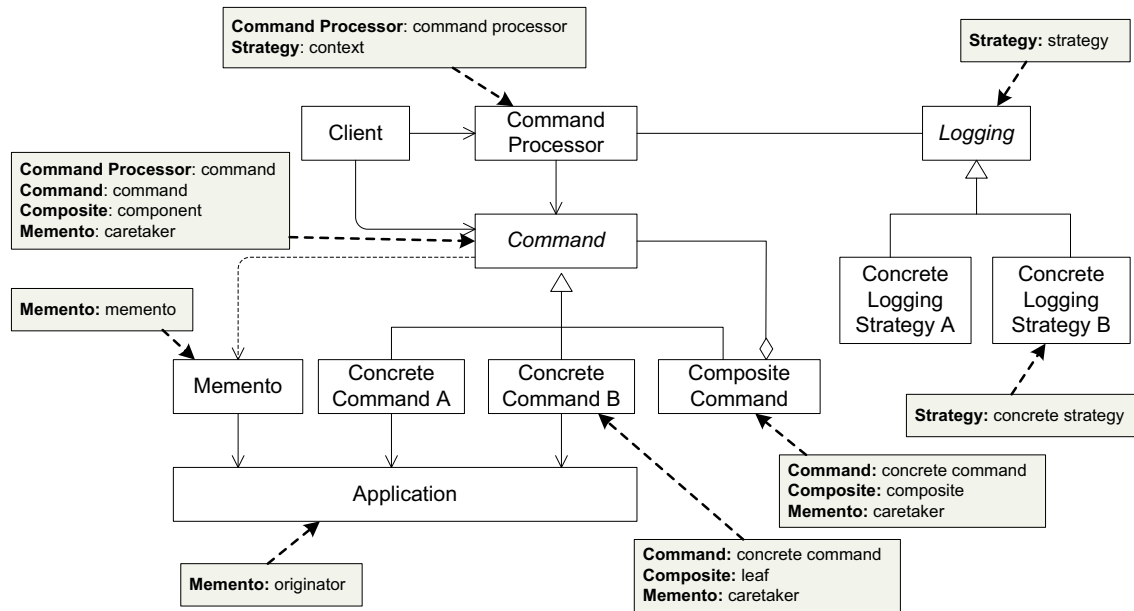 Command Processor: command processor
Strategy: context
Strategy: strategy
Client
Command
Processor
Logging
Command Processor: command
Command: command
Composite: component
Memento: caretaker
Command
Concrete
Logging
Strategy A
Concrete
Logging
Strategy B
Memento: memento
Memento
Concrete
Command A
Concrete
Command B
Composite
Command
Strategy: concrete strategy
Command: concrete command
Composite: composite
Memento: caretaker
Application
Command: concrete command
Composite: leaf
Memento: caretaker
Memento: originator